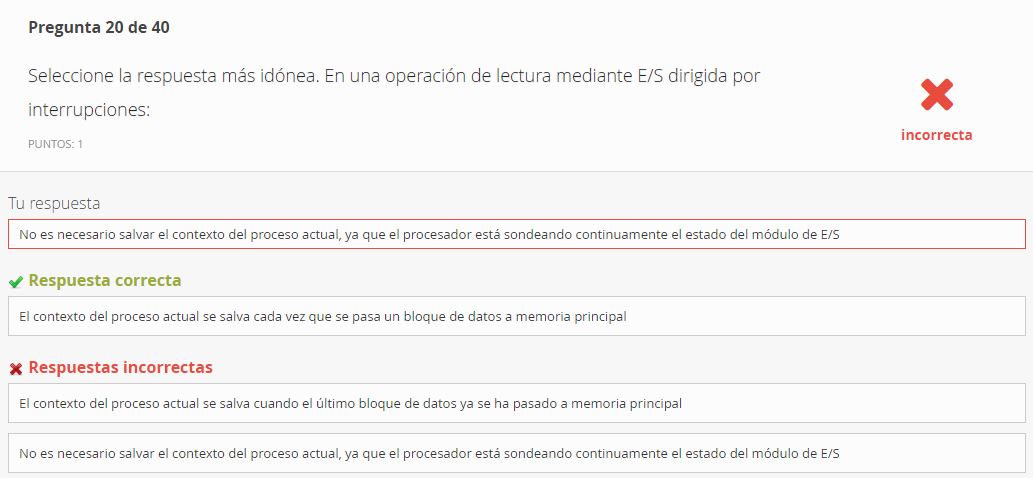 Pregunta 20 de 40
Seleccione la respuesta más idónea. En una operación de lectura mediante E/S dirigida por
interrupciones:
PUNTOS: 1
incorrecta
Tu respuesta
No es necesario salvar el contexto del proceso actual, ya que el procesador está sondeando continuamente el estado del módulo de E/S
Respuesta correcta
El contexto del proceso actual se salva cada vez que se pasa un bloque de datos a memoria principal
Respuestas incorrectas
El contexto del proceso actual se salva cuando el último bloque de datos ya se ha pasado a memoria principal
No es necesario salvar el contexto del proceso actual, ya que el procesador está sondeando continuamente el estado del módulo de E/S